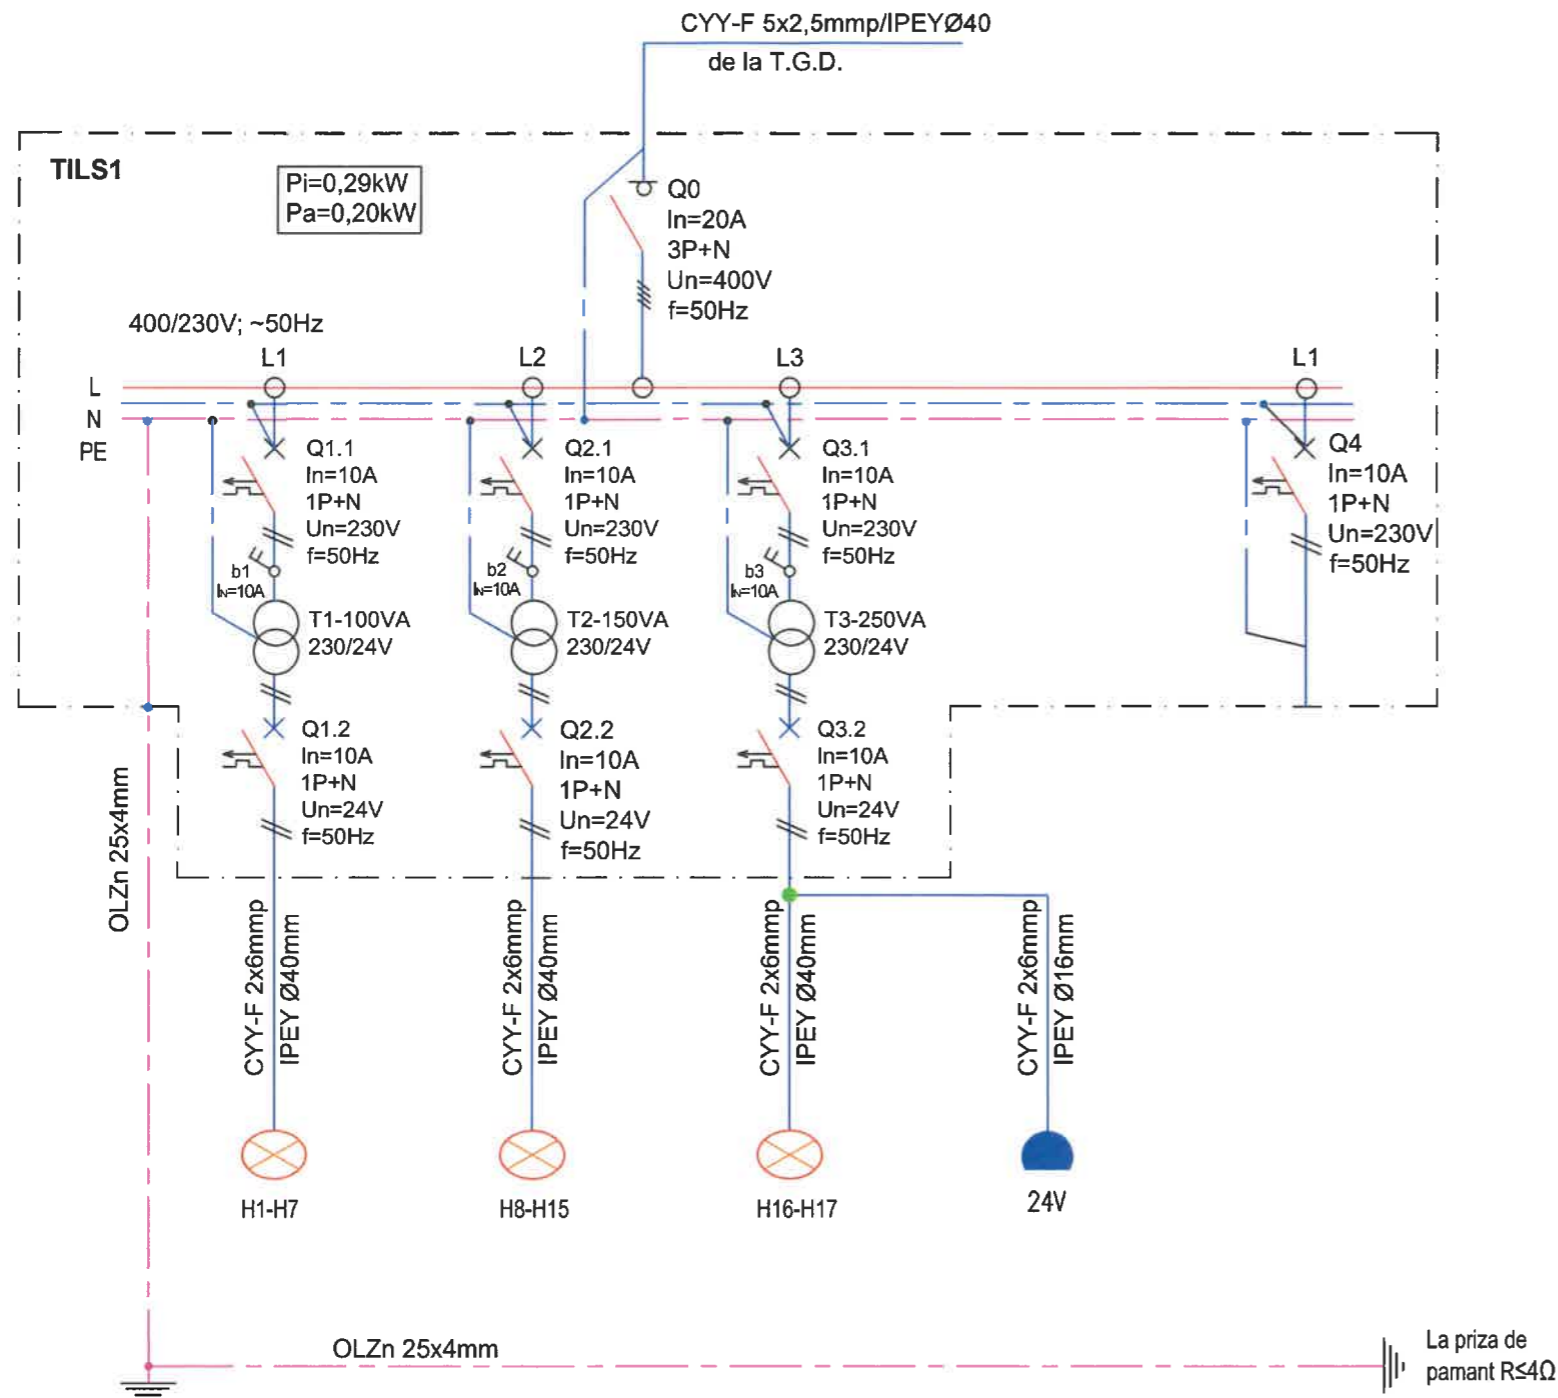 CYY-F 5x2,5mmp/IPEYØ40
de la T.G.D.
TILS1
Pi=0,29kW
Pa=0,20kW
Q0
In=20A
3P+N
Un=400V
f=50Hz
400/230V; ~50Hz
L1
L2
L3
L1
L
N
PE
Q1.1
In=10A
1P+N
Un=230V
f=50Hz
b1
IN=10A
T1-100VA
230/24V
Q1.2
In=10A
1P+N
Un=24V
f=50Hz
Q2.1
In=10A
1P+N
Un=230V
f=50Hz
b2
IN=10A
T2-150VA
230/24V
Q2.2
In=10A
1P+N
Un=24V
f=50Hz
Q3.1
In=10A
1P+N
Un=230V
f=50Hz
b3
IN=10A
T3-250VA
230/24V
Q3.2
In=10A
1P+N
Un=24V
f=50Hz
Q4
In=10A
1P+N
Un=230V
f=50Hz
OLZn 25x4mm
CYY-F 2x6mmp
IPEY Ø40mm
CYY-F 2x6mmp
IPEY Ø40mm
CYY-F 2x6mmp
IPEY Ø40mm
CYY-F 2x6mmp
IPEY Ø16mm
H1-H7
H8-H15
H16-H17
24V
OLZn 25x4mm
La priza de
pamant R≤4Ω